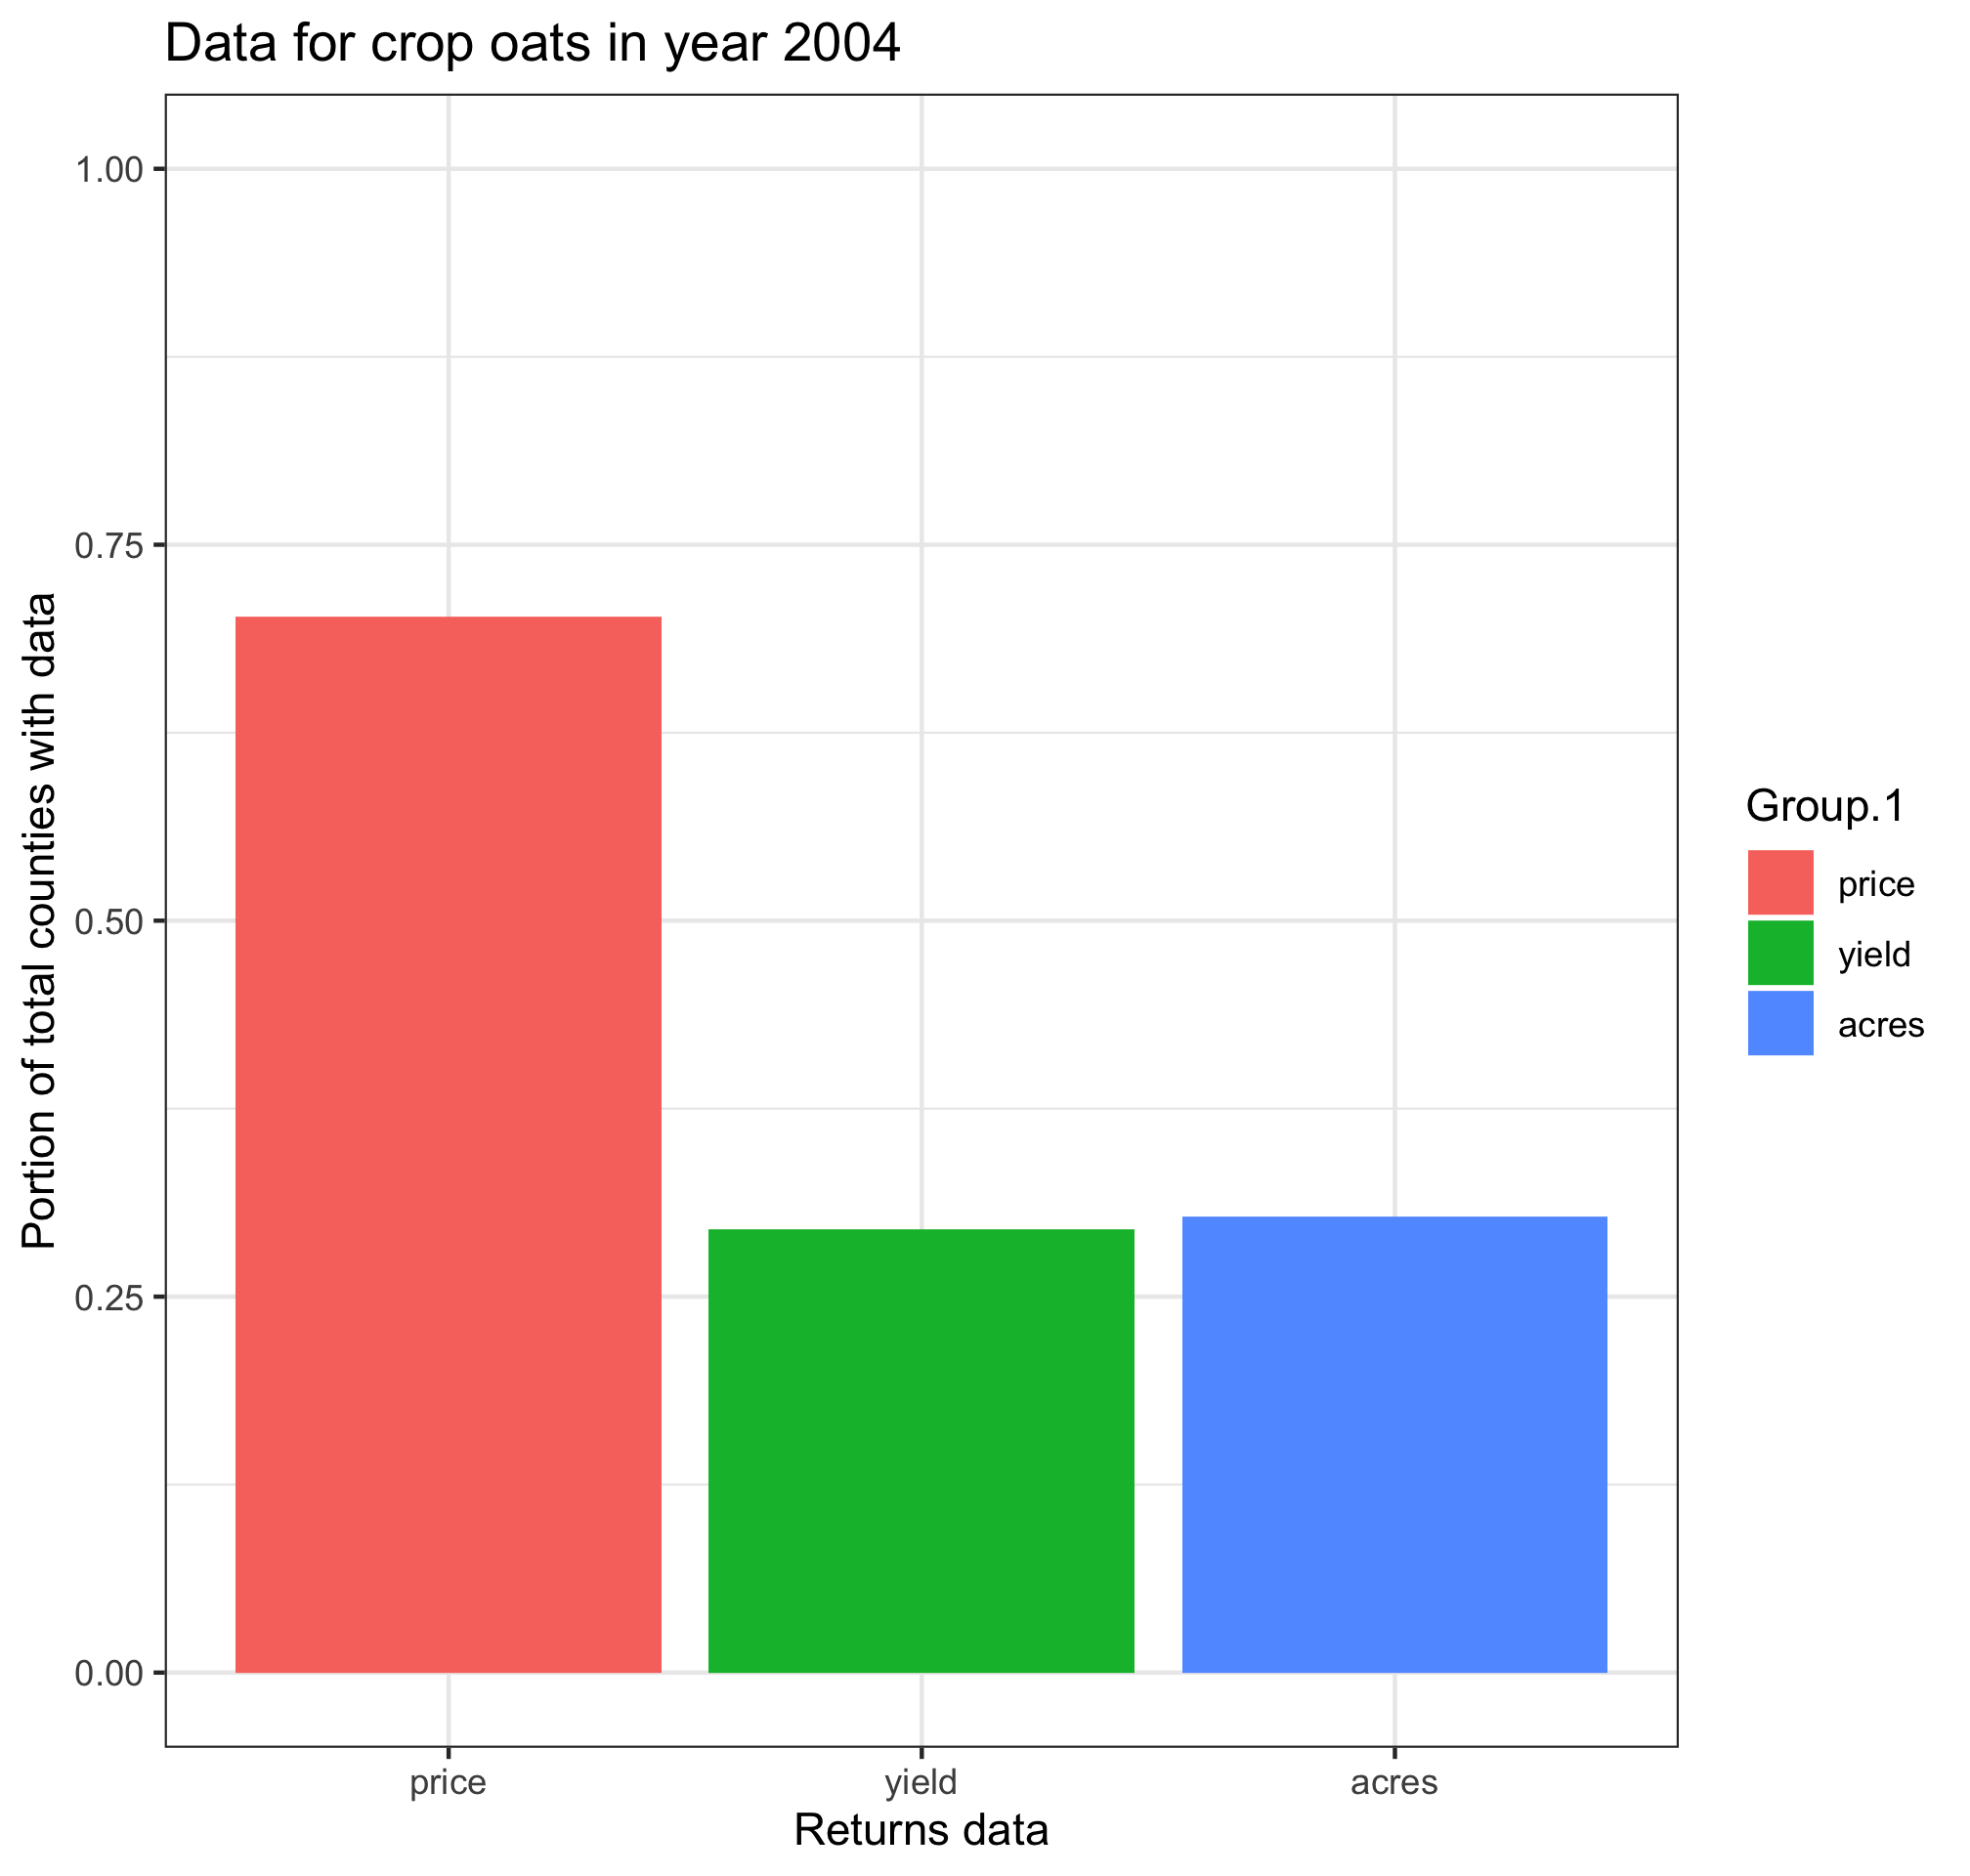 Data for crop oats in year 2004
Portion of total counties with data
1.00
0.75
0.50
0.25
0.00
price
yield
acres
Returns data
Group.1
price
yield
acres